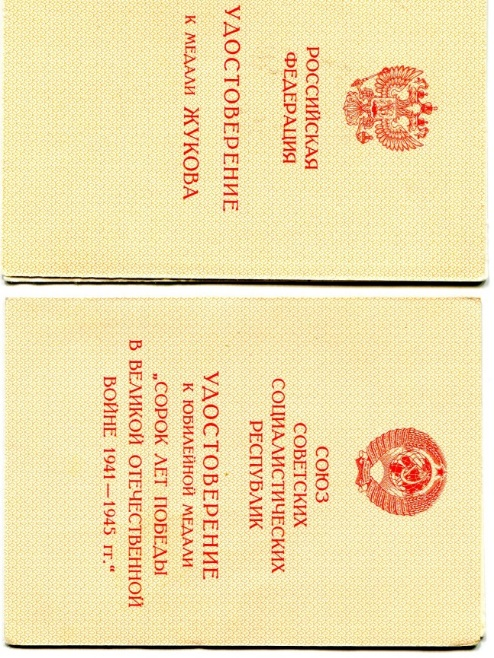 РОССИЙСКАЯ
ФЕДЕРАЦИЯ
УДОСТОВЕРЕНИЕ
К МЕДАЛИ ЖУКОВА
СОЮЗ
СОВЕТСКИХ
СОЦИАЛИСТИЧЕСКИХ
РЕСПУБЛИК
УДОСТОВЕРЕНИЕ
К ЮБИЛЕЙНОЙ МЕДАЛИ
„СОРОК ЛЕТ ПОБЕДЫ
В ВЕЛИКОЙ ОТЕЧЕСТВЕННОЙ
ВОЙНЕ 1941—1945 гг.“